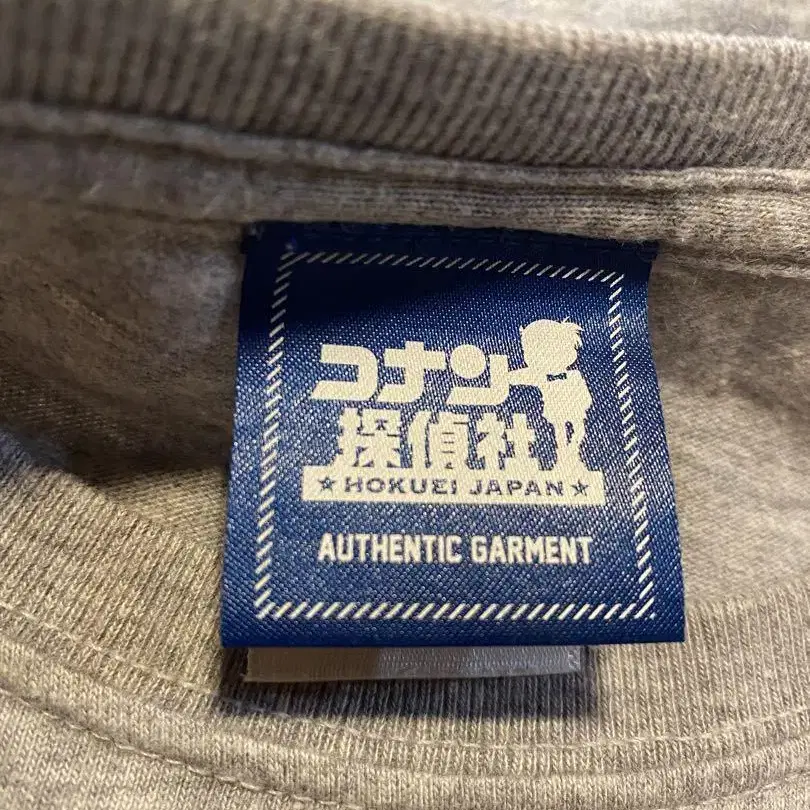 コナン
探偵社
★ HOKUEI JAPAN ★
AUTHENTIC GARMENT